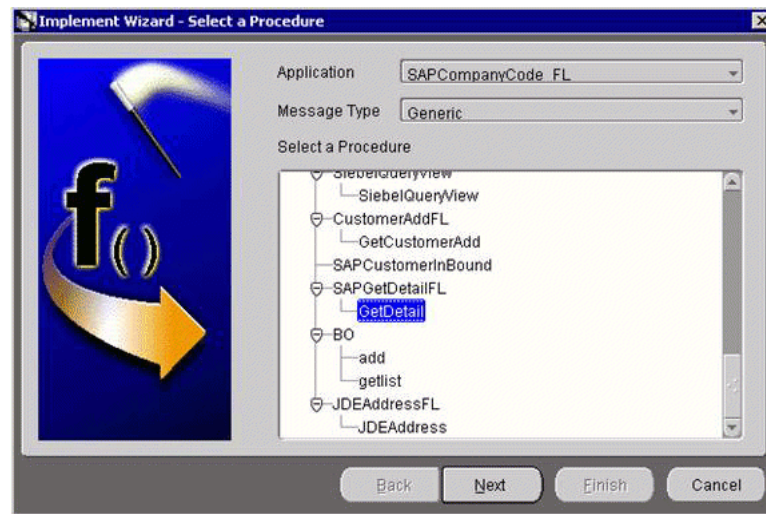 Implement Wizard - Select a Procedure
Application SAPCompanyCode_FL
Message Type Generic
Select a Procedure
SiebelQueryView
SiebelQueryView
CustomerAddFL
GetCustomerAdd
SAPCustomerInBound
SAPGetDetailFL
GetDetail
BO
add
getlist
JDEAddressFL
JDEAddress
f()
Back Next Finish Cancel